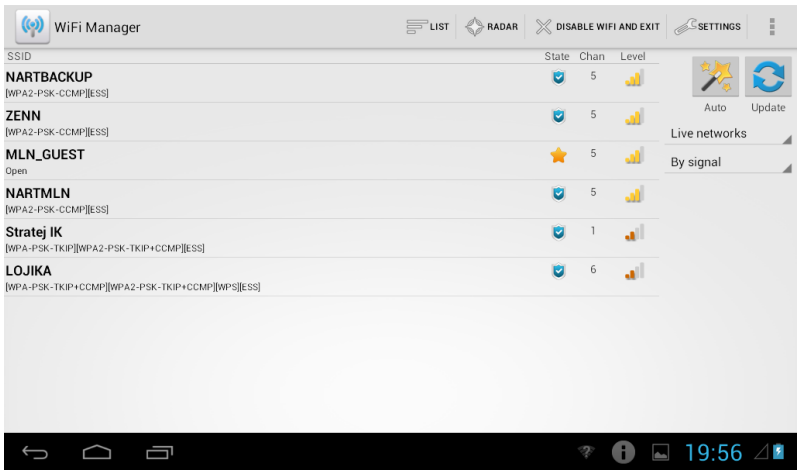 WiFi Manager
LIST
RADAR
DISABLE WIFI AND EXIT
SETTINGS
SSID State Chan Level
NARTBACKUP 5
[WPA2-PSK-CCMP][ESS]
ZENN 5
[WPA2-PSK-CCMP][ESS]
MLN_GUEST 5
Open
NARTMLN 5
[WPA2-PSK-CCMP][ESS]
Stratej IK 1
[WPA-PSK-TKIP][WPA2-PSK-TKIP+CCMP][ESS]
LOJIKA 6
[WPA-PSK-TKIP+CCMP][WPA2-PSK-TKIP+CCMP][WPS][ESS]
Auto Update
Live networks
By signal
19:56